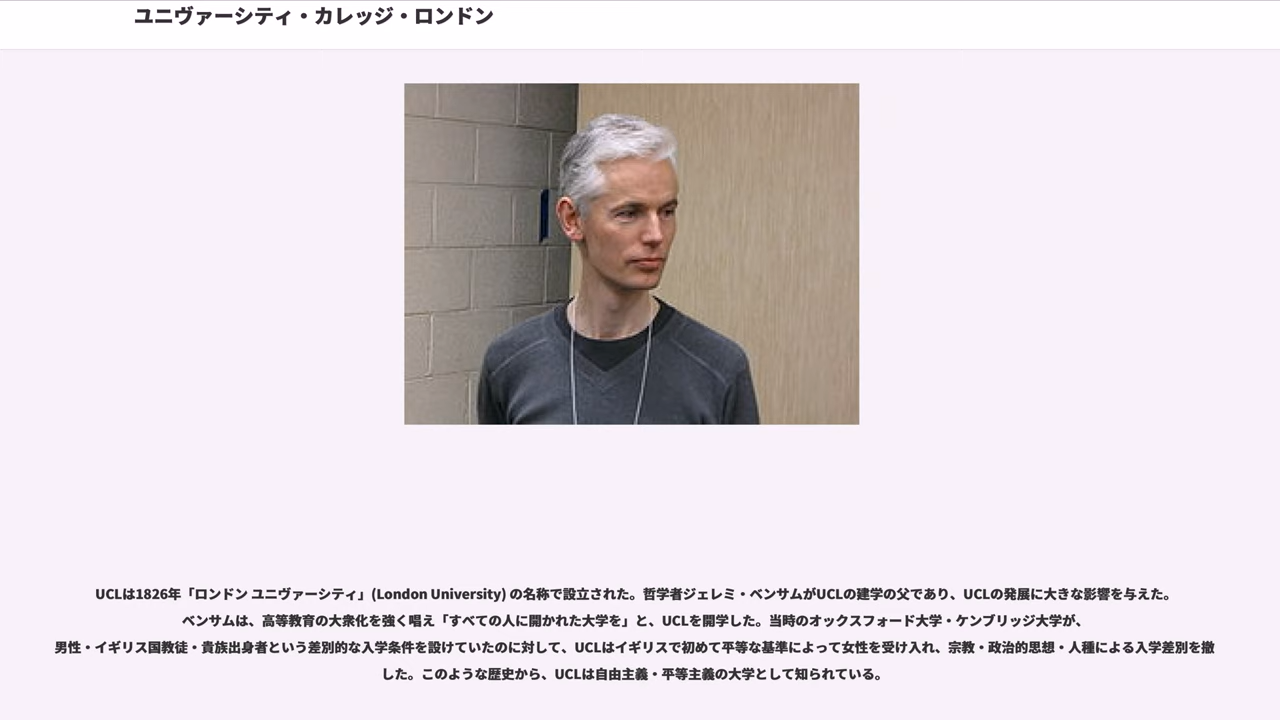 ユニヴァーシティ・カレッジ・ロンドン
UCLは1826年「ロンドン ユニヴァーシティ」(London University) の名称で設立された。哲学者ジェレミ・ベンサムがUCLの建学の父であり、UCLの発展に大きな影響を与えた。
ベンサムは、高等教育の大衆化を強く唱え「すべての人に開かれた大学を」と、UCLを開学した。当時のオックスフォード大学・ケンブリッジ大学が、
男性・イギリス国教徒・貴族出身者という差別的な入学条件を設けていたのに対して、UCLはイギリスで初めて平等な基準によって女性を受け入れ、宗教・政治的思想・人種による入学差別を撤
した。このような歴史から、UCLは自由主義・平等主義の大学として知られている。